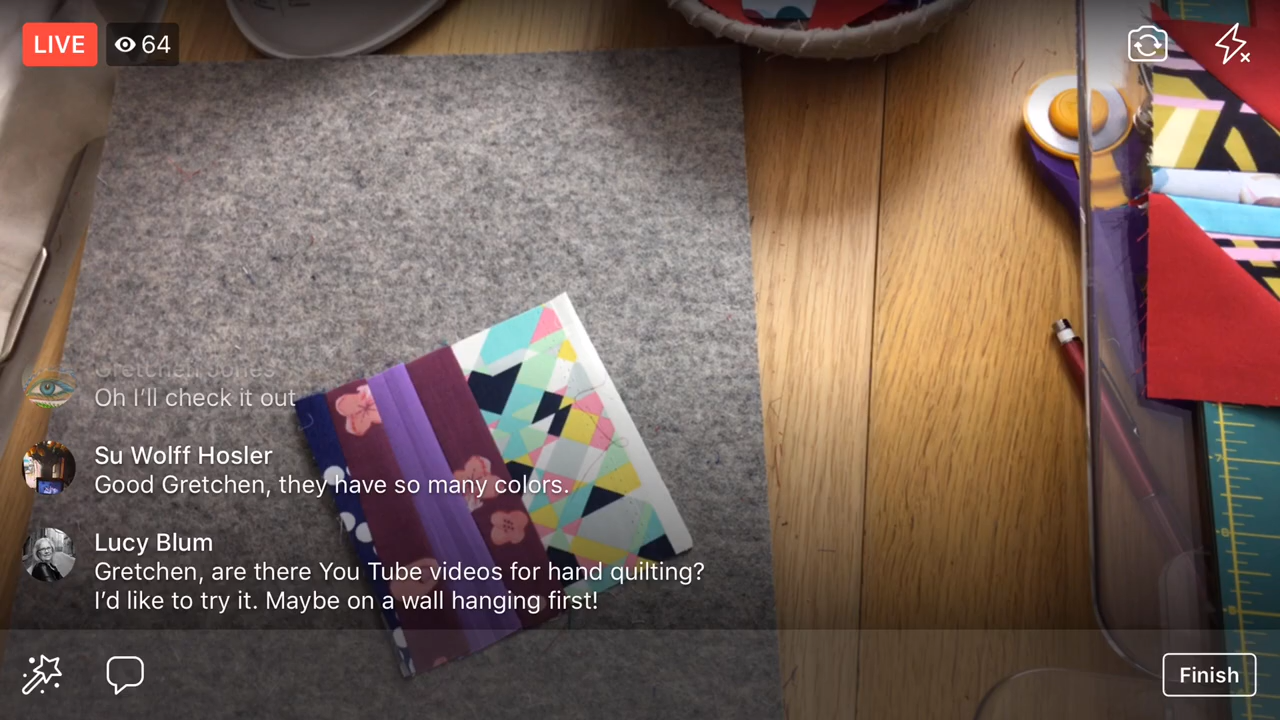 LIVE
64
Gretchen Jones
Oh I'll check it out
Su Wolff Hosler
Good Gretchen, they have so many colors.
Lucy Blum
Gretchen, are there You Tube videos for hand quilting?
I'd like to try it. Maybe on a wall hanging first!
Finish